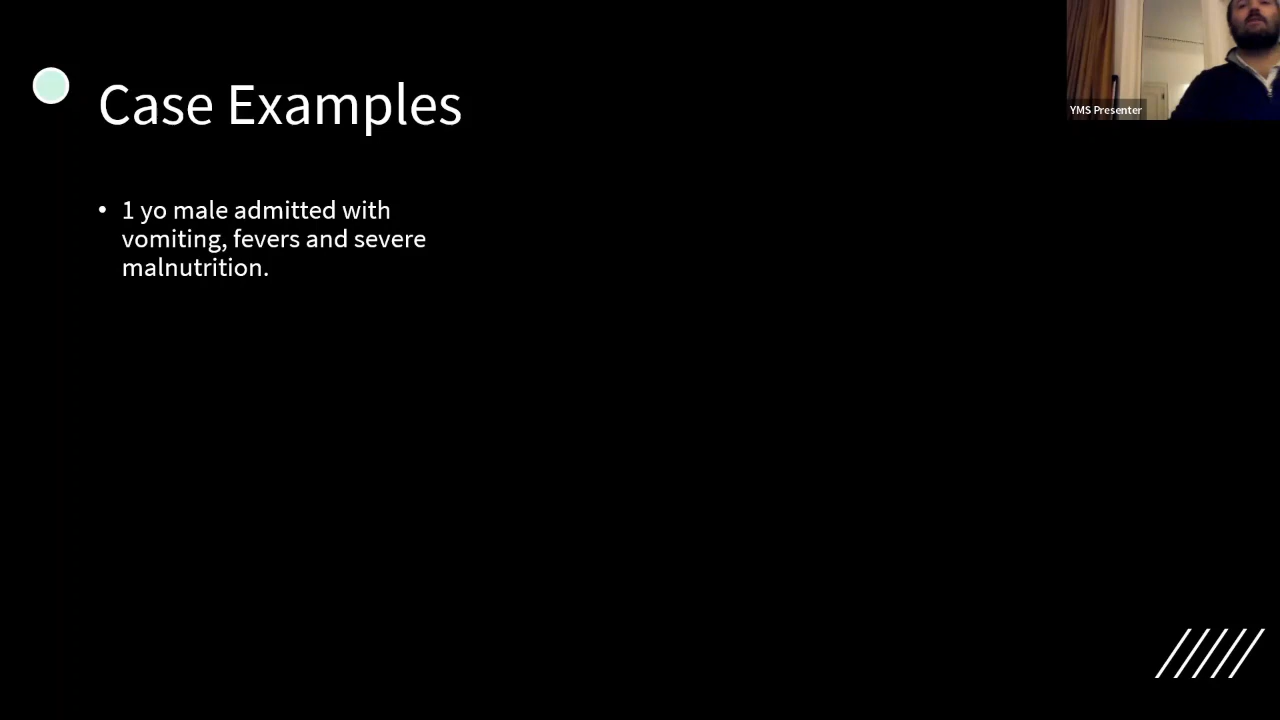 Case Examples
• 1 yo male admitted with
vomiting, fevers and severe
malnutrition.
YMS Presenter